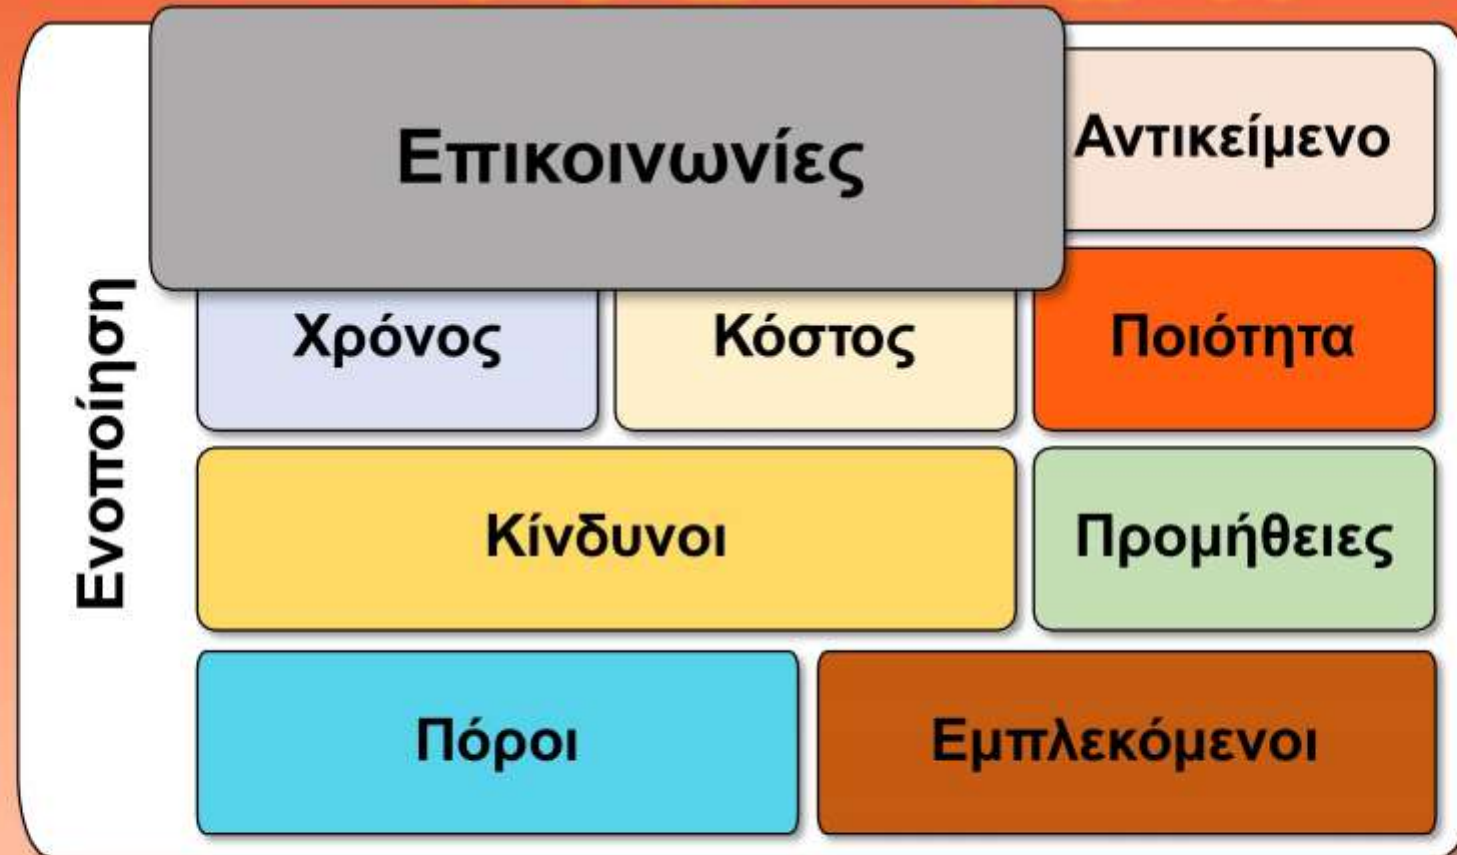 Επικοινωνίες
Αντικείμενο
Ενοποίηση
Χρόνος
Κόστος
Ποιότητα
Κίνδυνοι
Προμήθειες
Πόροι
Εμπλεκόμενοι